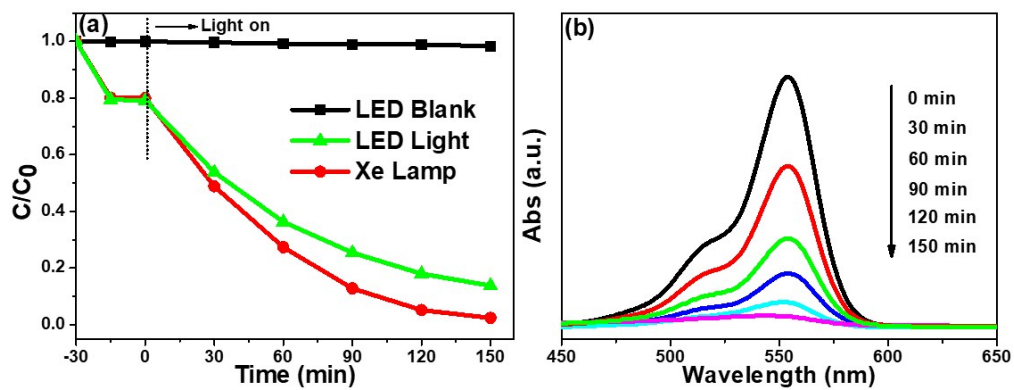 (a)
Light on
LED Blank
LED Light
Xe Lamp
C/C0
1.0
0.8
0.6
0.4
0.2
0.0
-30 0 30 60 90 120 150
Time (min)
(b)
0 min
30 min
60 min
90 min
120 min
150 min
Abs (a.u.)
450 500 550 600 650
Wavelength (nm)